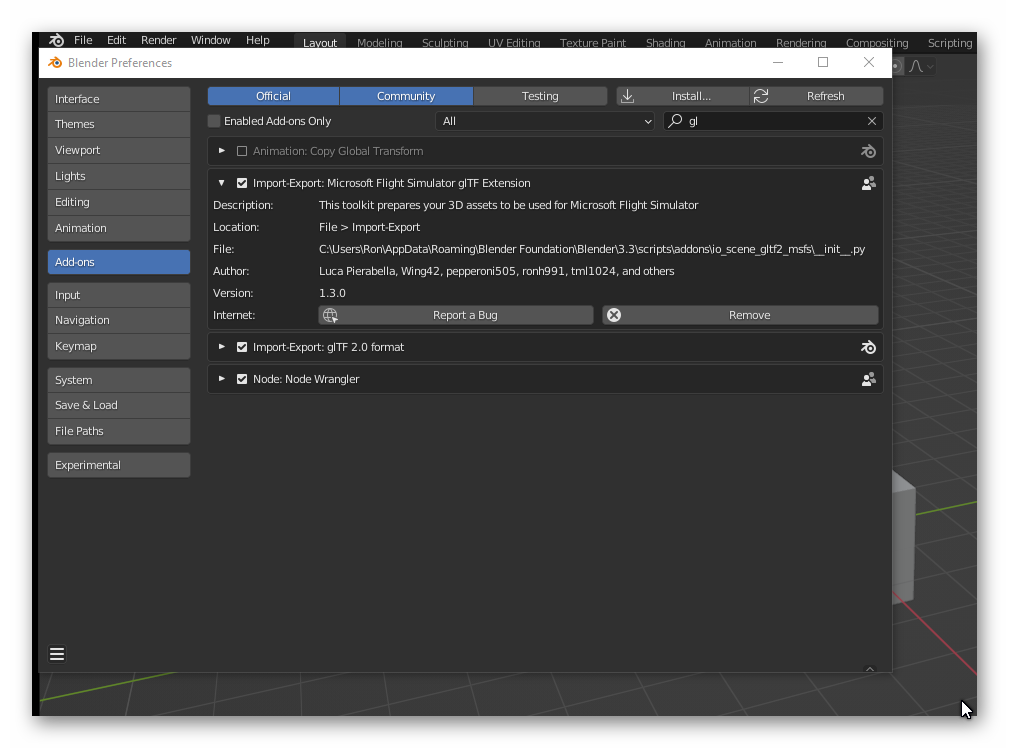 File Edit Render Window Help Layout Modeling Sculpting UV Editing Texture Paint Shading Animation Rendering Compositing Scripting
Blender Preferences
Interface
Themes
Viewport
Lights
Editing
Animation
Add-ons
Input
Navigation
Keymap
System
Save & Load
File Paths
Experimental
Official Community Testing Install... Refresh
Enabled Add-ons Only All gl
Animation: Copy Global Transform
Import-Export: Microsoft Flight Simulator glTF Extension
Description: This toolkit prepares your 3D assets to be used for Microsoft Flight Simulator
Location: File > Import-Export
File: C:\Users\Ron\AppData\Roaming\Blender Foundation\Blender\3.3\scripts\addons\io_scene_gltf2_msfs\__init__.py
Author: Luca Pierabella, Wing42, pepperoni505, ronh991, tml1024, and others
Version: 1.3.0
Internet: Report a Bug Remove
Import-Export: glTF 2.0 format
Node: Node Wrangler